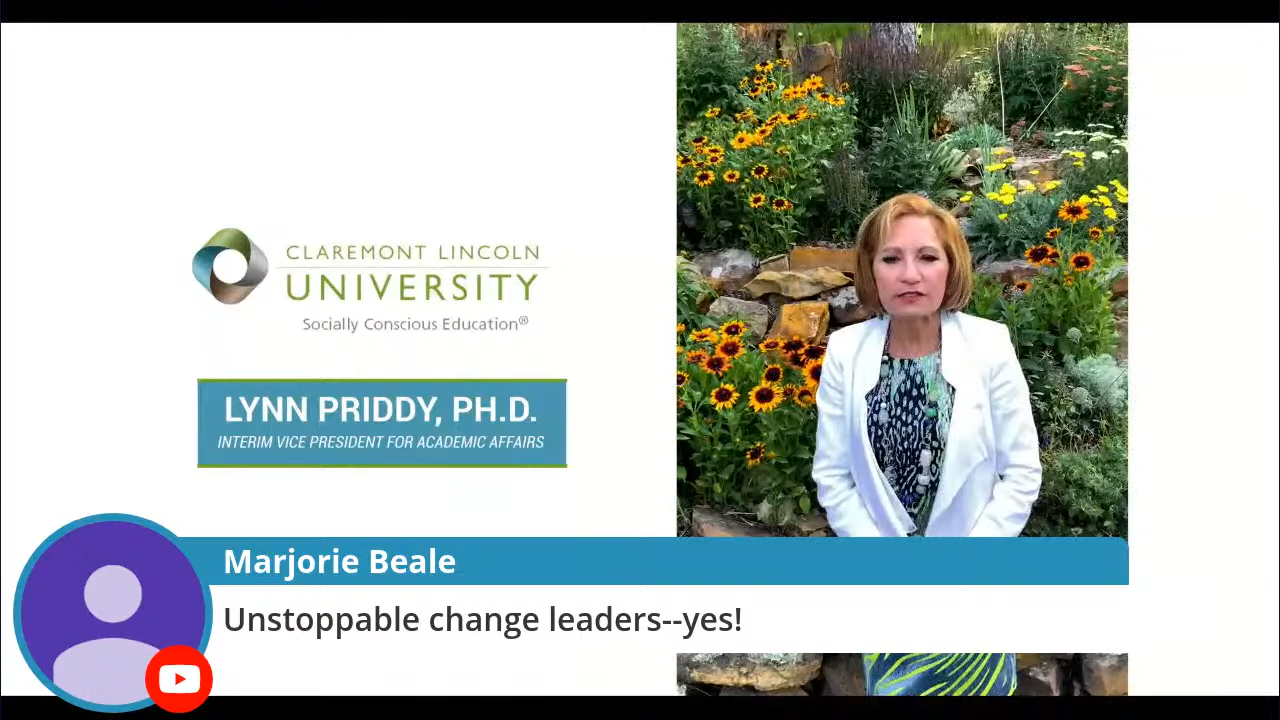 CLAREMONT LINCOLN
UNIVERSITY
Socially Conscious Education®
LYNN PRIDDY, PH.D.
INTERIM VICE PRESIDENT FOR ACADEMIC AFFAIRS
Marjorie Beale
Unstoppable change leaders--yes!